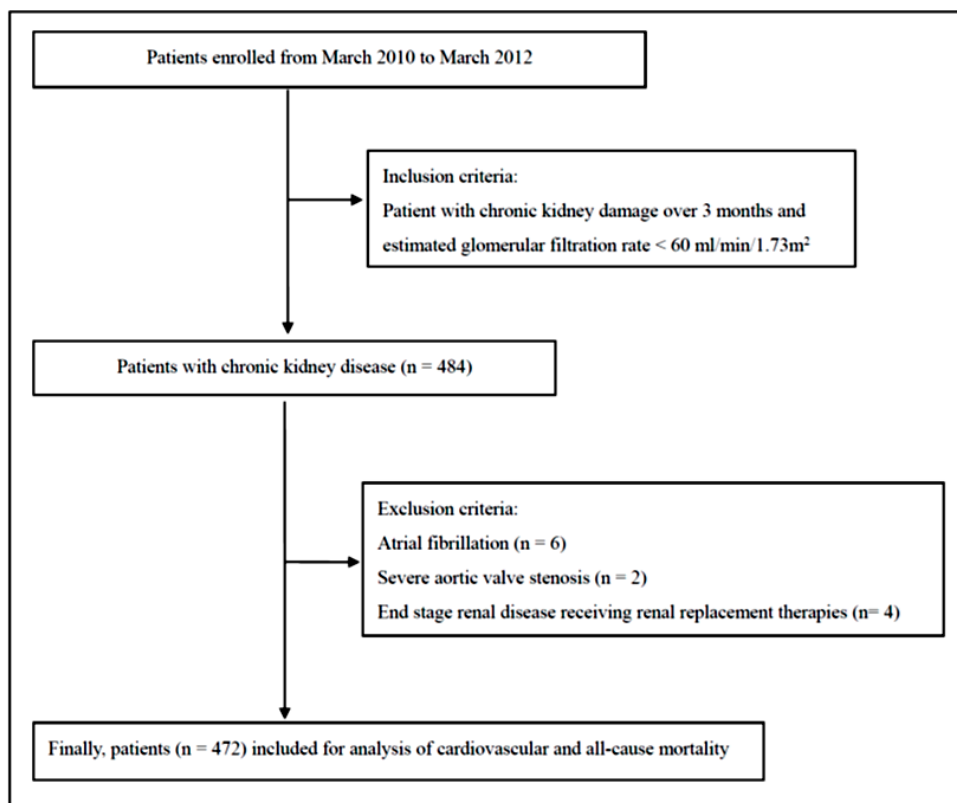 Patients enrolled from March 2010 to March 2012
Inclusion criteria:
Patient with chronic kidney damage over 3 months and
estimated glomerular filtration rate < 60 ml/min/1.73m²
Patients with chronic kidney disease (n = 484)
Exclusion criteria:
Atrial fibrillation (n = 6)
Severe aortic valve stenosis (n = 2)
End stage renal disease receiving renal replacement therapies (n= 4)
Finally, patients (n = 472) included for analysis of cardiovascular and all-cause mortality